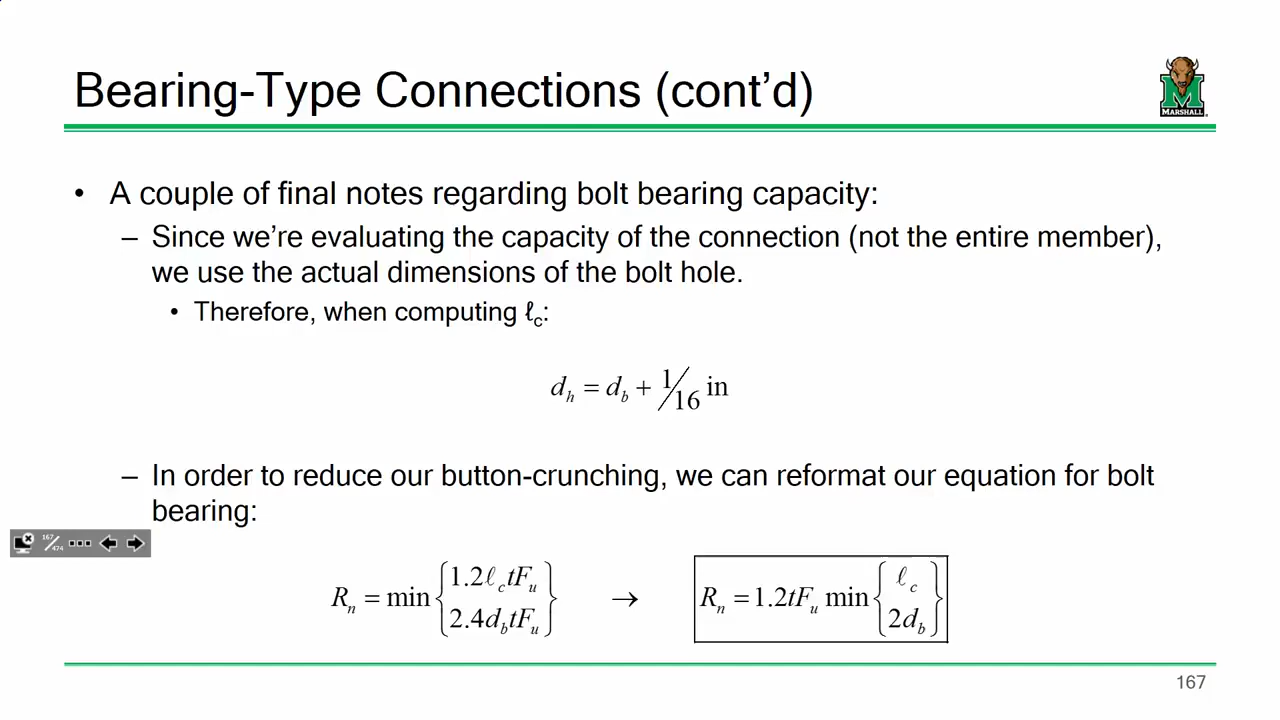 Bearing-Type Connections (cont'd)
MARSHALL
• A couple of final notes regarding bolt bearing capacity:
– Since we're evaluating the capacity of the connection (not the entire member),
we use the actual dimensions of the bolt hole.
• Therefore, when computing ℓc:
dh = db + 1/16 in
– In order to reduce our button-crunching, we can reformat our equation for bolt
bearing:
167/474
Rn = min {1.2ℓctFu 2.4dbtFu} → Rn = 1.2tFu min {ℓc 2db}
167